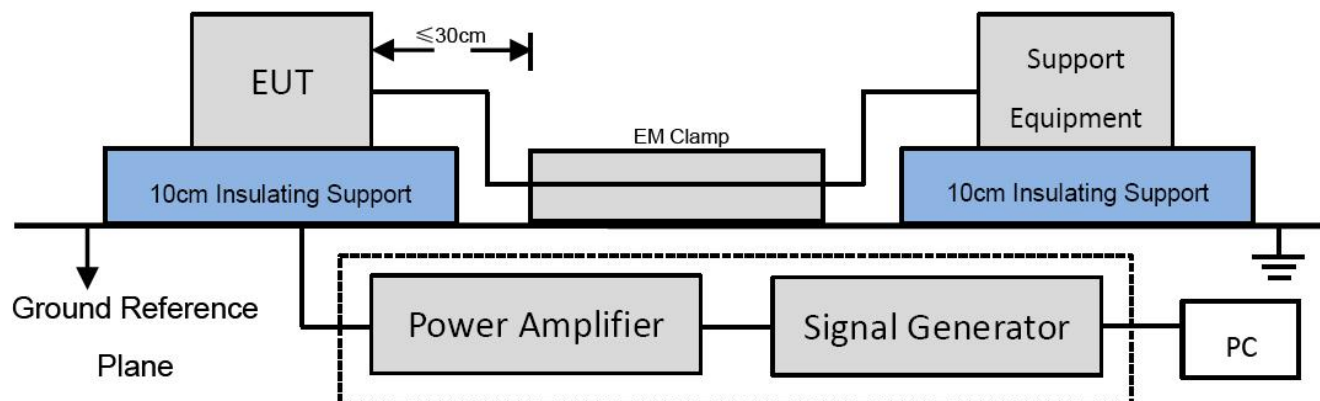 ≤30cm
EUT
Support
Equipment
EM Clamp
10cm Insulating Support
10cm Insulating Support
Ground Reference
Plane
Power Amplifier
Signal Generator
PC